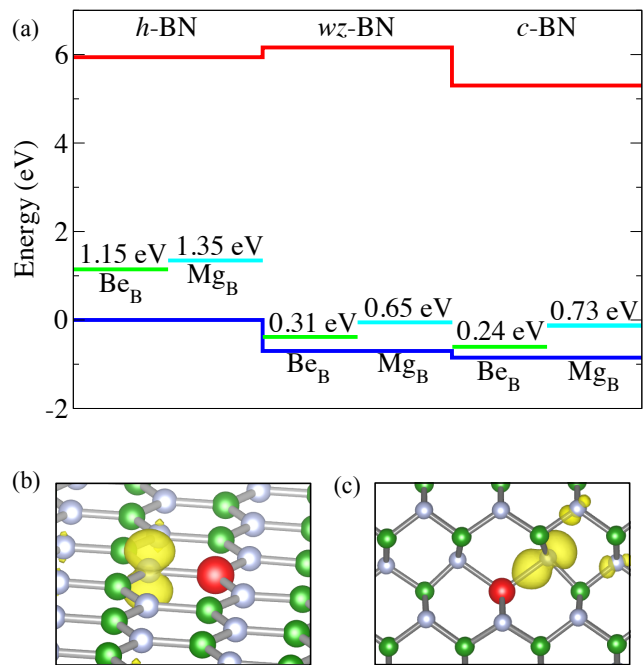 (a)
h-BN wz-BN c-BN
6
4
2
0
-2
Energy (eV)
1.15 eV 1.35 eV
Be_B Mg_B
0.31 eV 0.65 eV 0.24 eV 0.73 eV
Be_B Mg_B Be_B Mg_B
(b) (c)